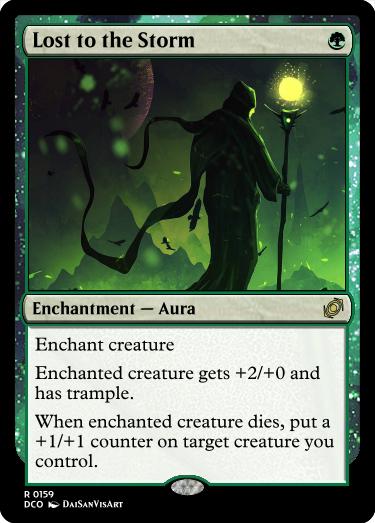 Lost to the Storm
Enchantment — Aura
Enchant creature
Enchanted creature gets +2/+0 and
has trample.
When enchanted creature dies, put a
+1/+1 counter on target creature you
control.
R 0159
DCO DaiSanVisArt